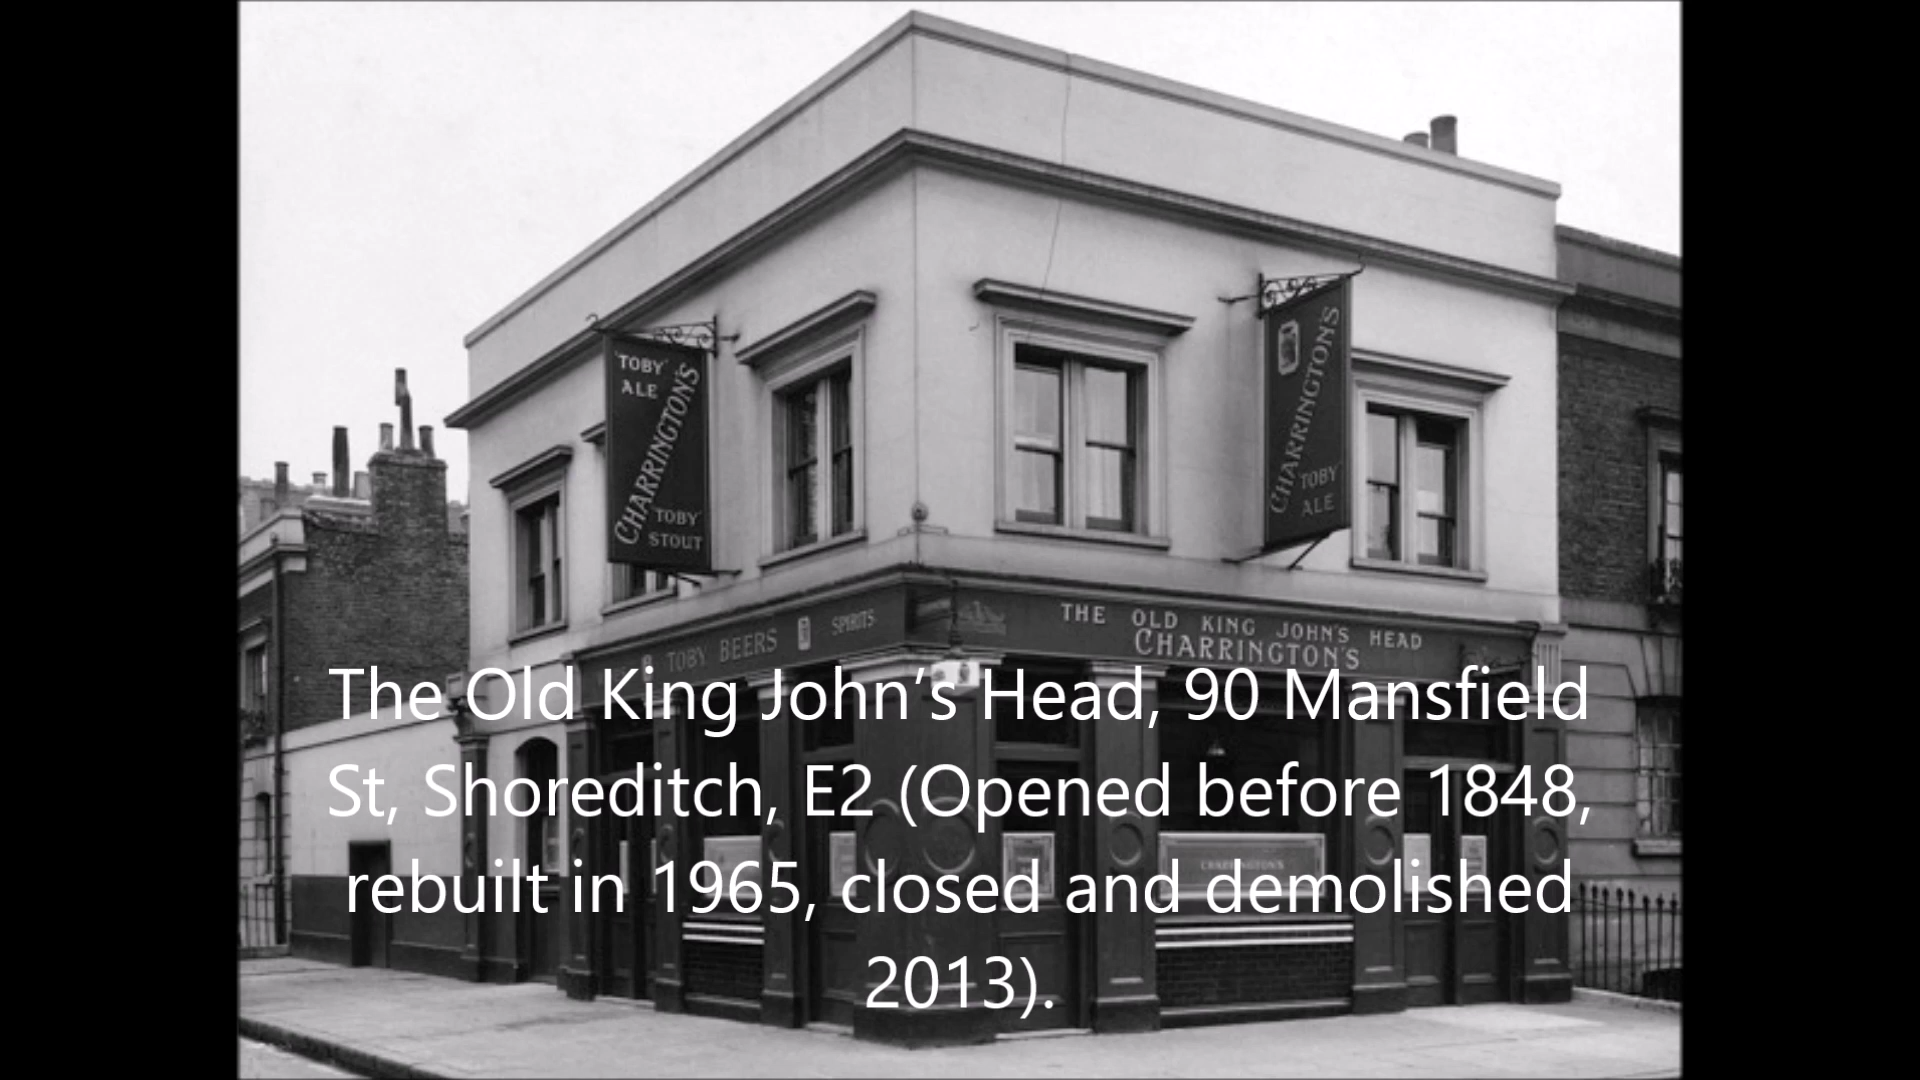 'TOBY'
ALE
CHARRINGTON'S
'TOBY'
STOUT
CHARRINGTON'S
'TOBY'
ALE
TOBY BEERS
SPIRITS
THE OLD KING JOHN'S HEAD
CHARRINGTON'S
The Old King John’s Head, 90 Mansfield
St, Shoreditch, E2 (Opened before 1848,
rebuilt in 1965, closed and demolished
2013).
CHARRINGTON'S